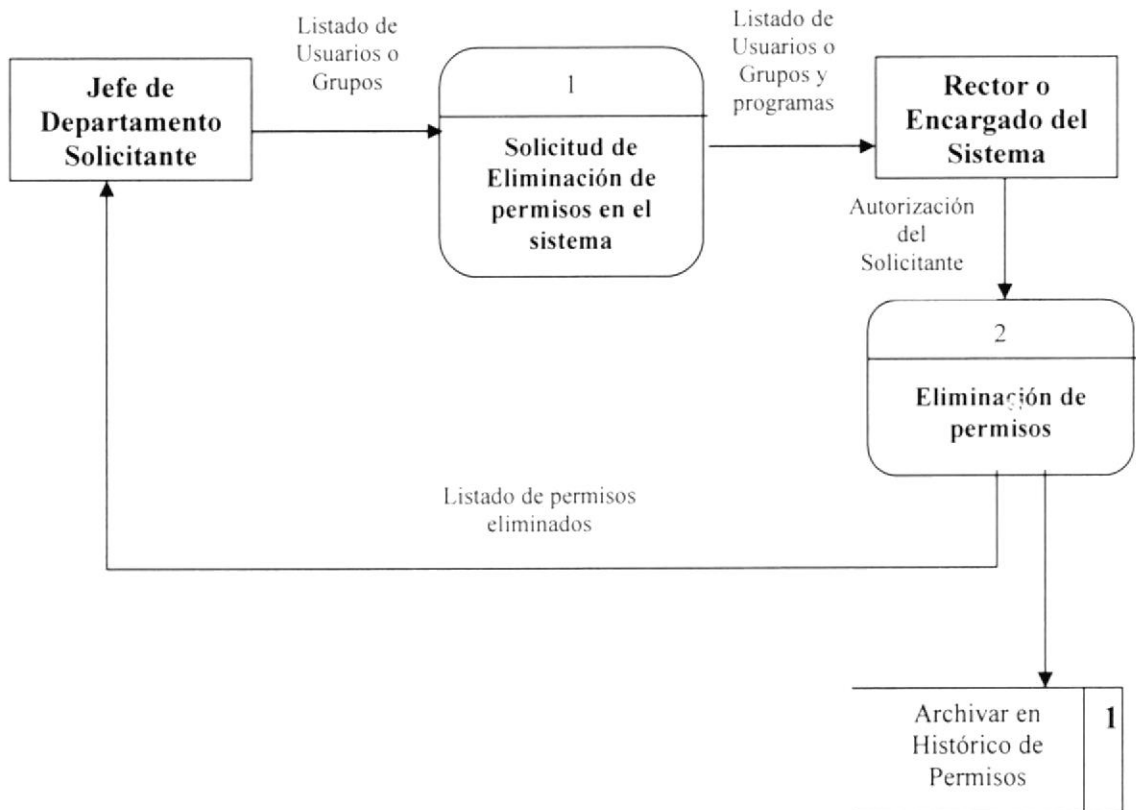 Listado de
Usuarios o
Grupos
Listado de
Usuarios o
Grupos y
programas
Jefe de
Departamento
Solicitante
1
Solicitud de
Eliminación de
permisos en el
sistema
Rector o
Encargado del
Sistema
Autorización
del
Solicitante
2
Eliminación de
permisos
Listado de permisos
eliminados
Archivar en
Histórico de
Permisos
1